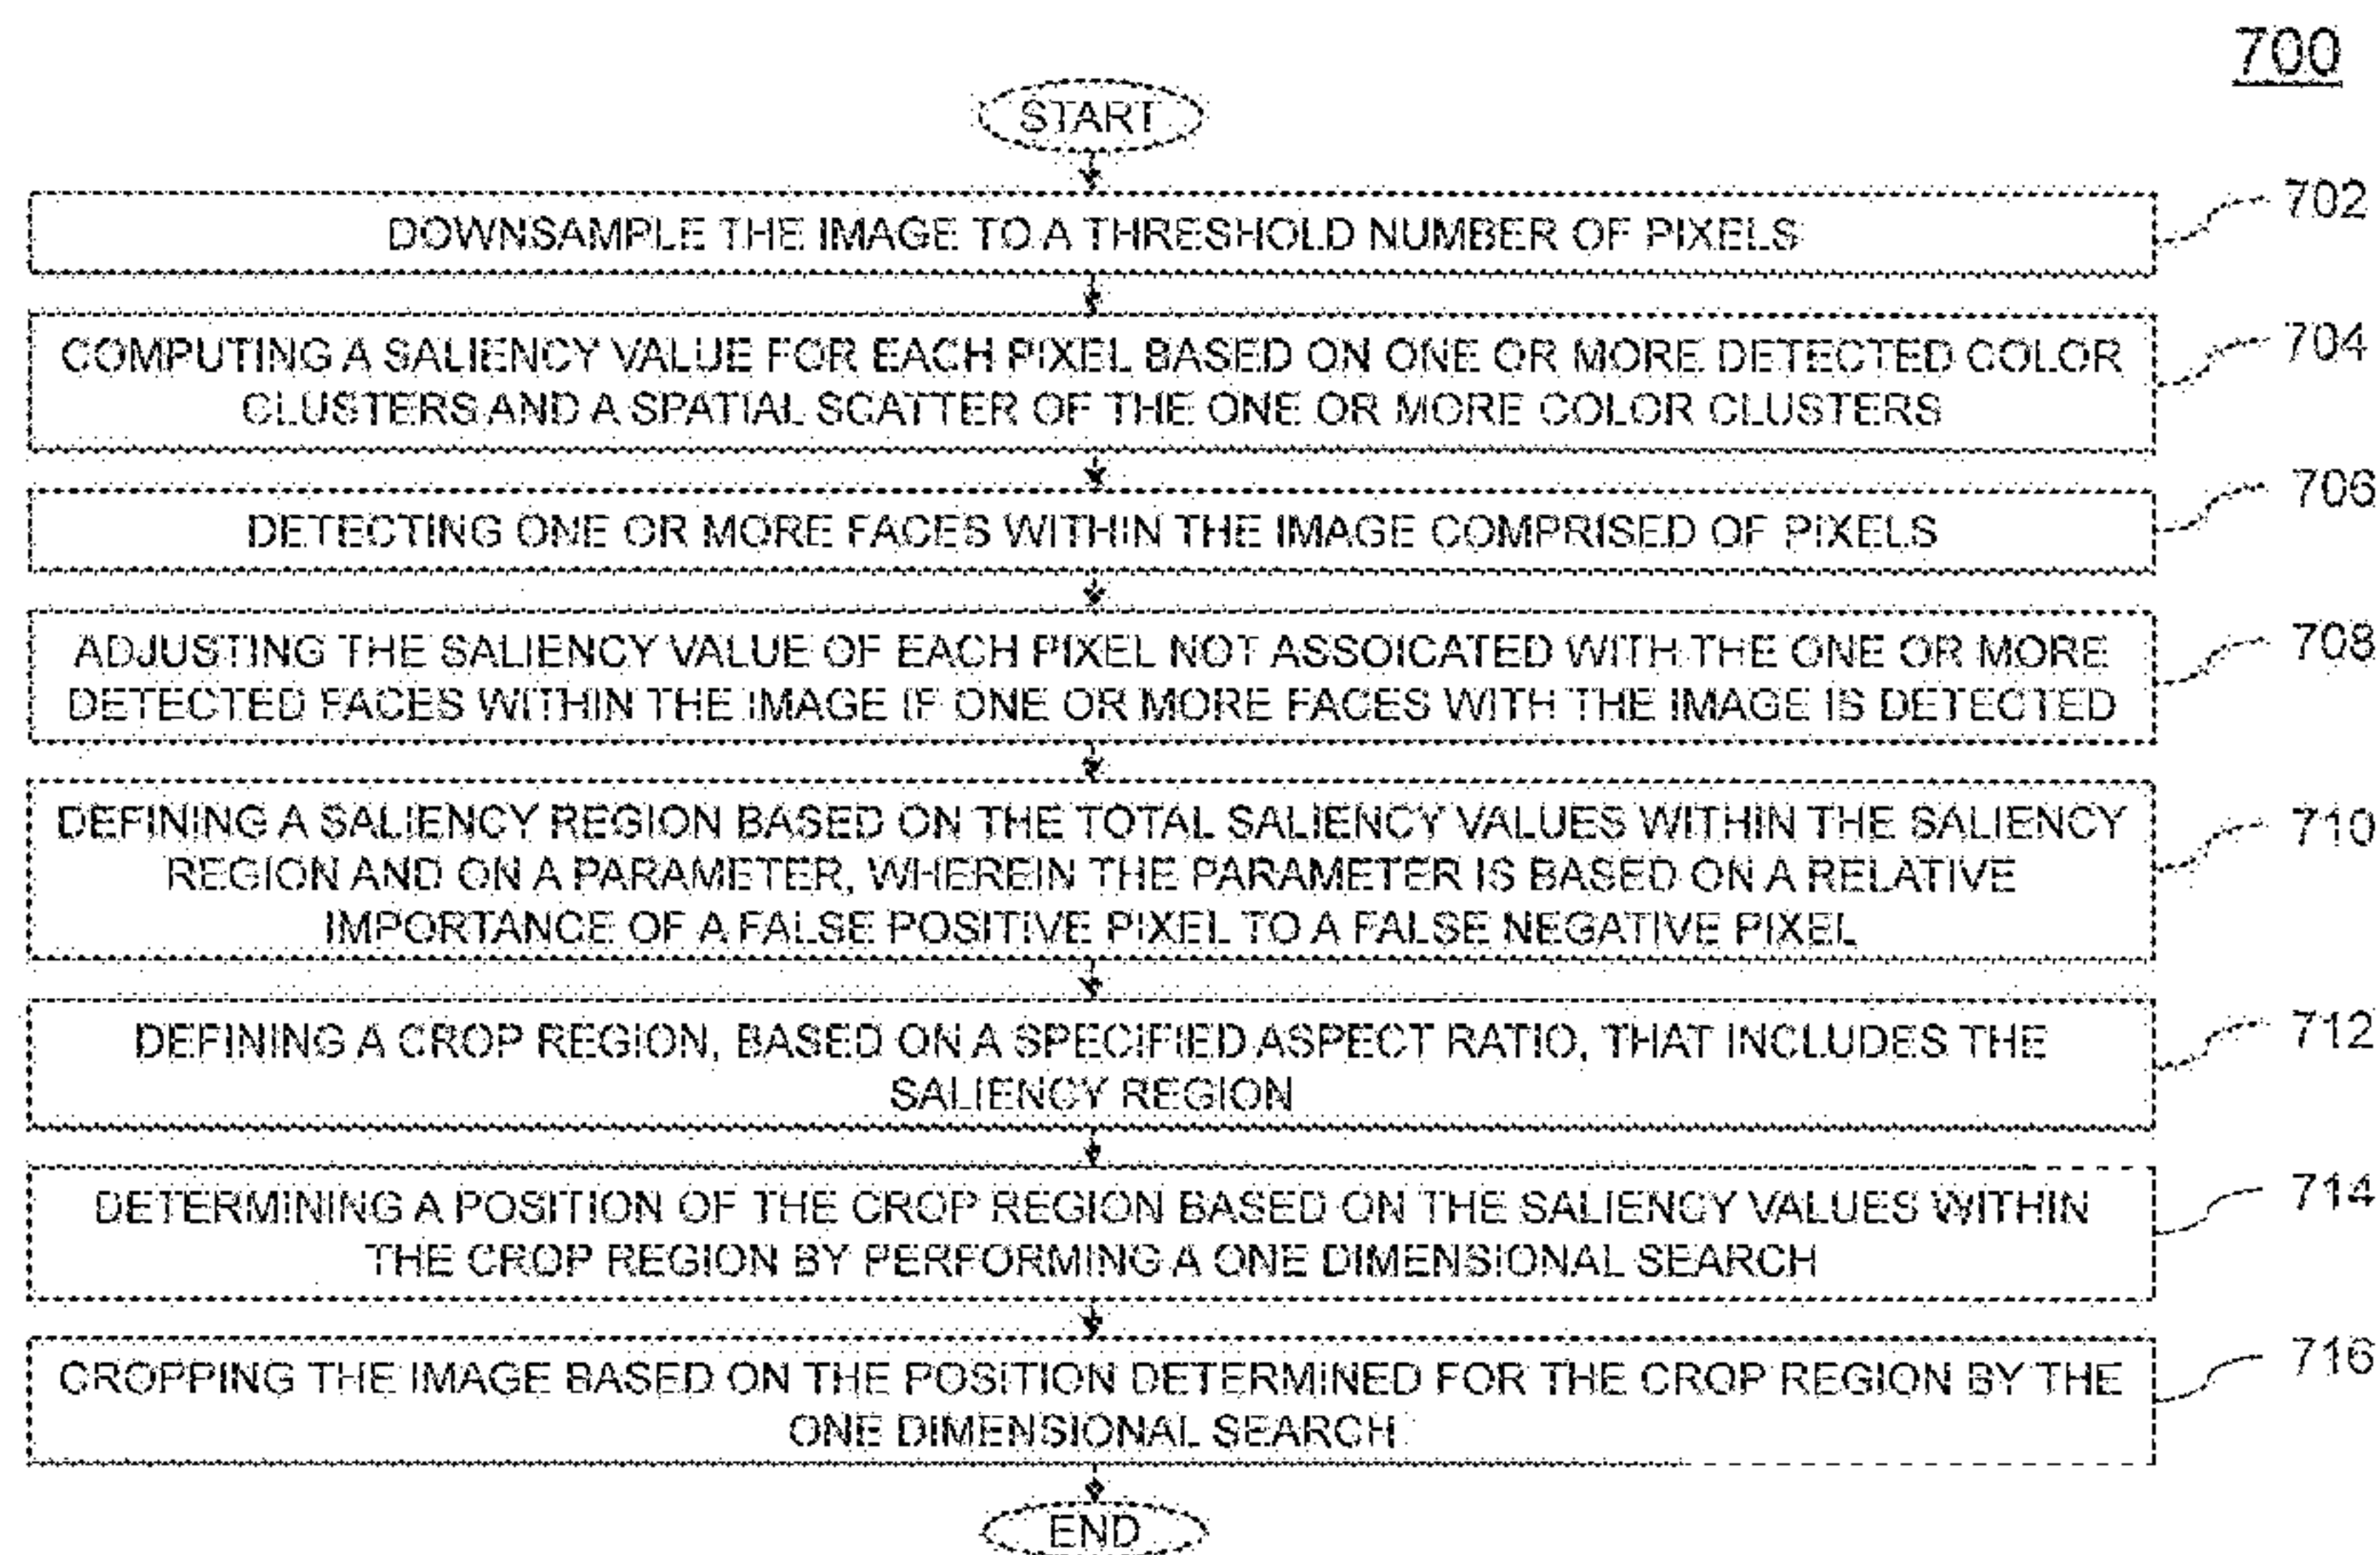 700
START
DOWNSAMPLE THE IMAGE TO A THRESHOLD NUMBER OF PIXELS
702
COMPUTING A SALIENCY VALUE FOR EACH PIXEL BASED ON ONE OR MORE DETECTED COLOR
CLUSTERS AND A SPATIAL SCATTER OF THE ONE OR MORE COLOR CLUSTERS
704
DETECTING ONE OR MORE FACES WITHIN THE IMAGE COMPRISED OF PIXELS
706
ADJUSTING THE SALIENCY VALUE OF EACH PIXEL NOT ASSOICATED WITH THE ONE OR MORE
DETECTED FACES WITHIN THE IMAGE IF ONE OR MORE FACES WITH THE IMAGE IS DETECTED
708
DEFINING A SALIENCY REGION BASED ON THE TOTAL SALIENCY VALUES WITHIN THE SALIENCY
REGION AND ON A PARAMETER, WHEREIN THE PARAMETER IS BASED ON A RELATIVE
IMPORTANCE OF A FALSE POSITIVE PIXEL TO A FALSE NEGATIVE PIXEL
710
DEFINING A CROP REGION, BASED ON A SPECIFIED ASPECT RATIO, THAT INCLUDES THE
SALIENCY REGION
712
DETERMINING A POSITION OF THE CROP REGION BASED ON THE SALIENCY VALUES WITHIN
THE CROP REGION BY PERFORMING A ONE DIMENSIONAL SEARCH
714
CROPPING THE IMAGE BASED ON THE POSITION DETERMINED FOR THE CROP REGION BY THE
ONE DIMENSIONAL SEARCH
716
END